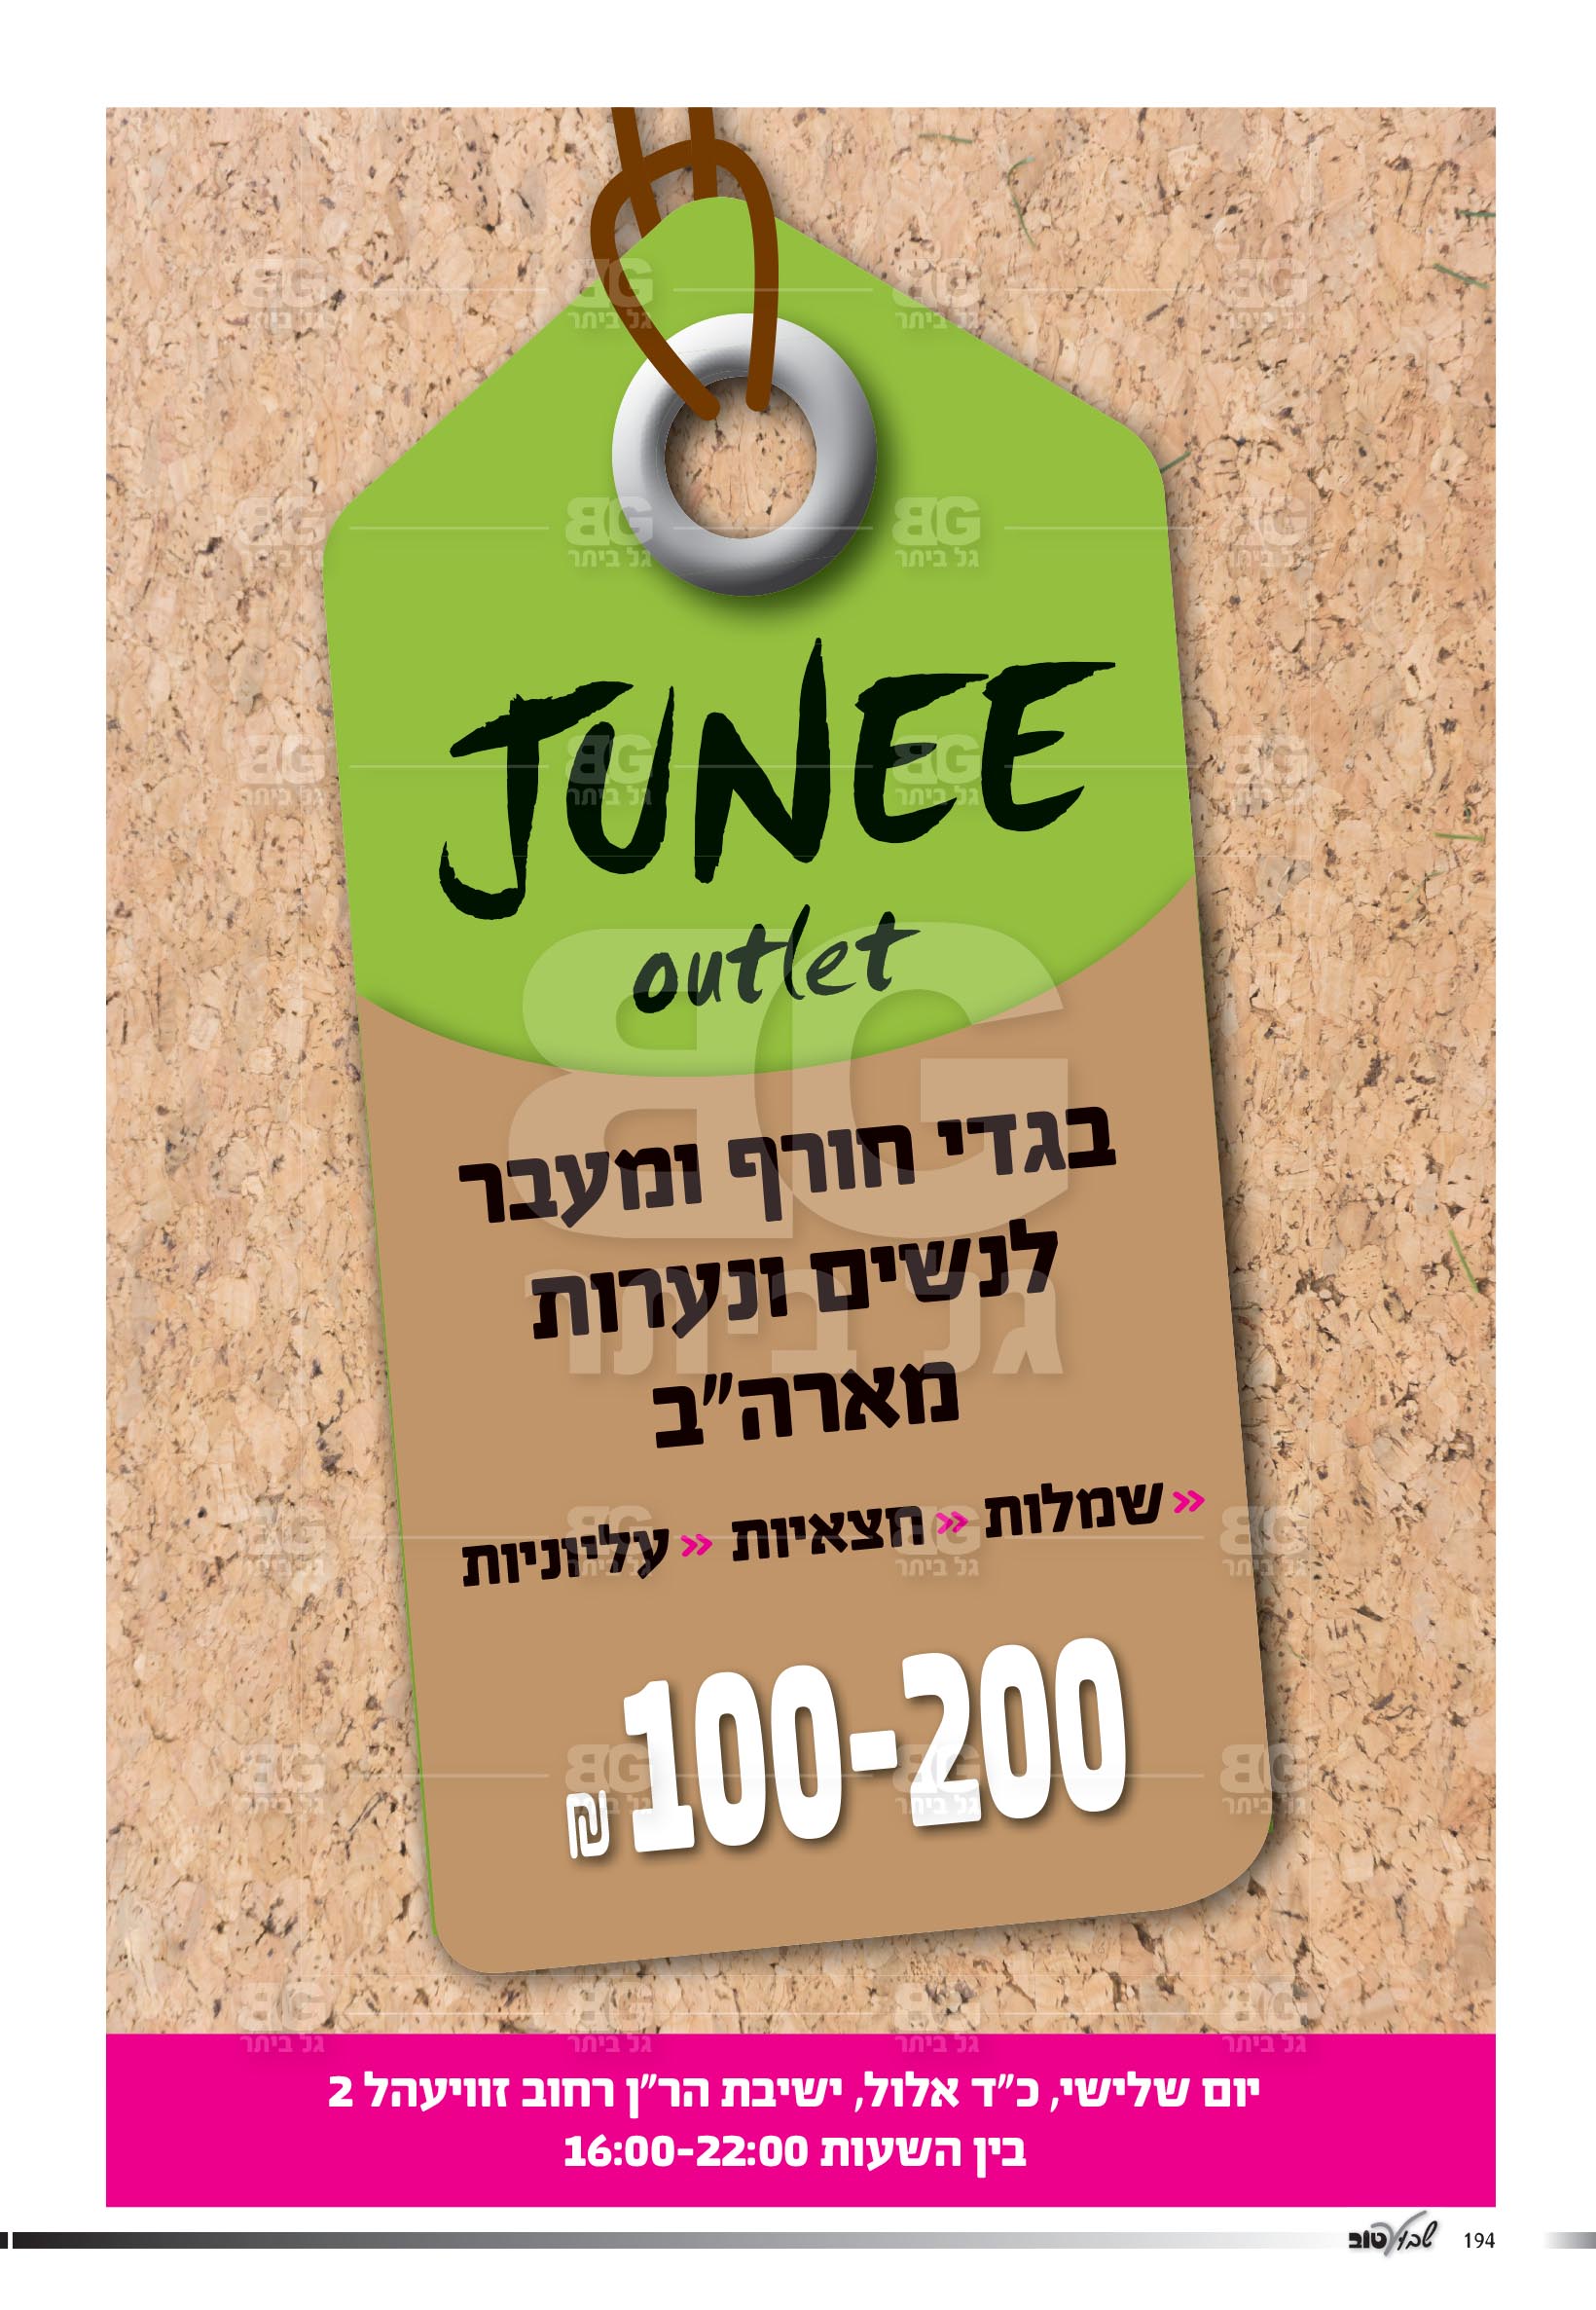 JUNEE
outlet
בגדי חורף ומעבר
לנשים ונערות
מארה"ב
» שמלות » חצאיות » עליוניות
100-200 ₪
יום שלישי, כ"ד אלול, ישיבת הר"ן רחוב זוויעהל 2
בין השעות 16:00-22:00
194 שבוע טוב
BG
גל ביתר